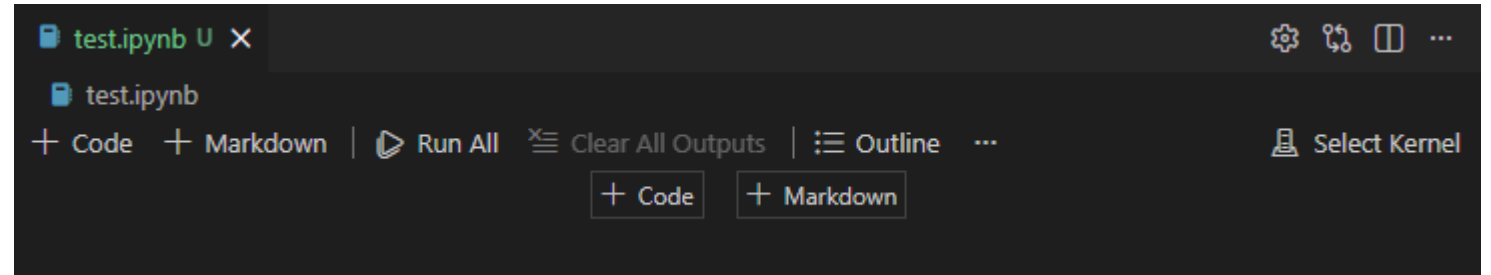 test.ipynb U
test.ipynb
Code Markdown Run All Clear All Outputs Outline ... Select Kernel
Code Markdown